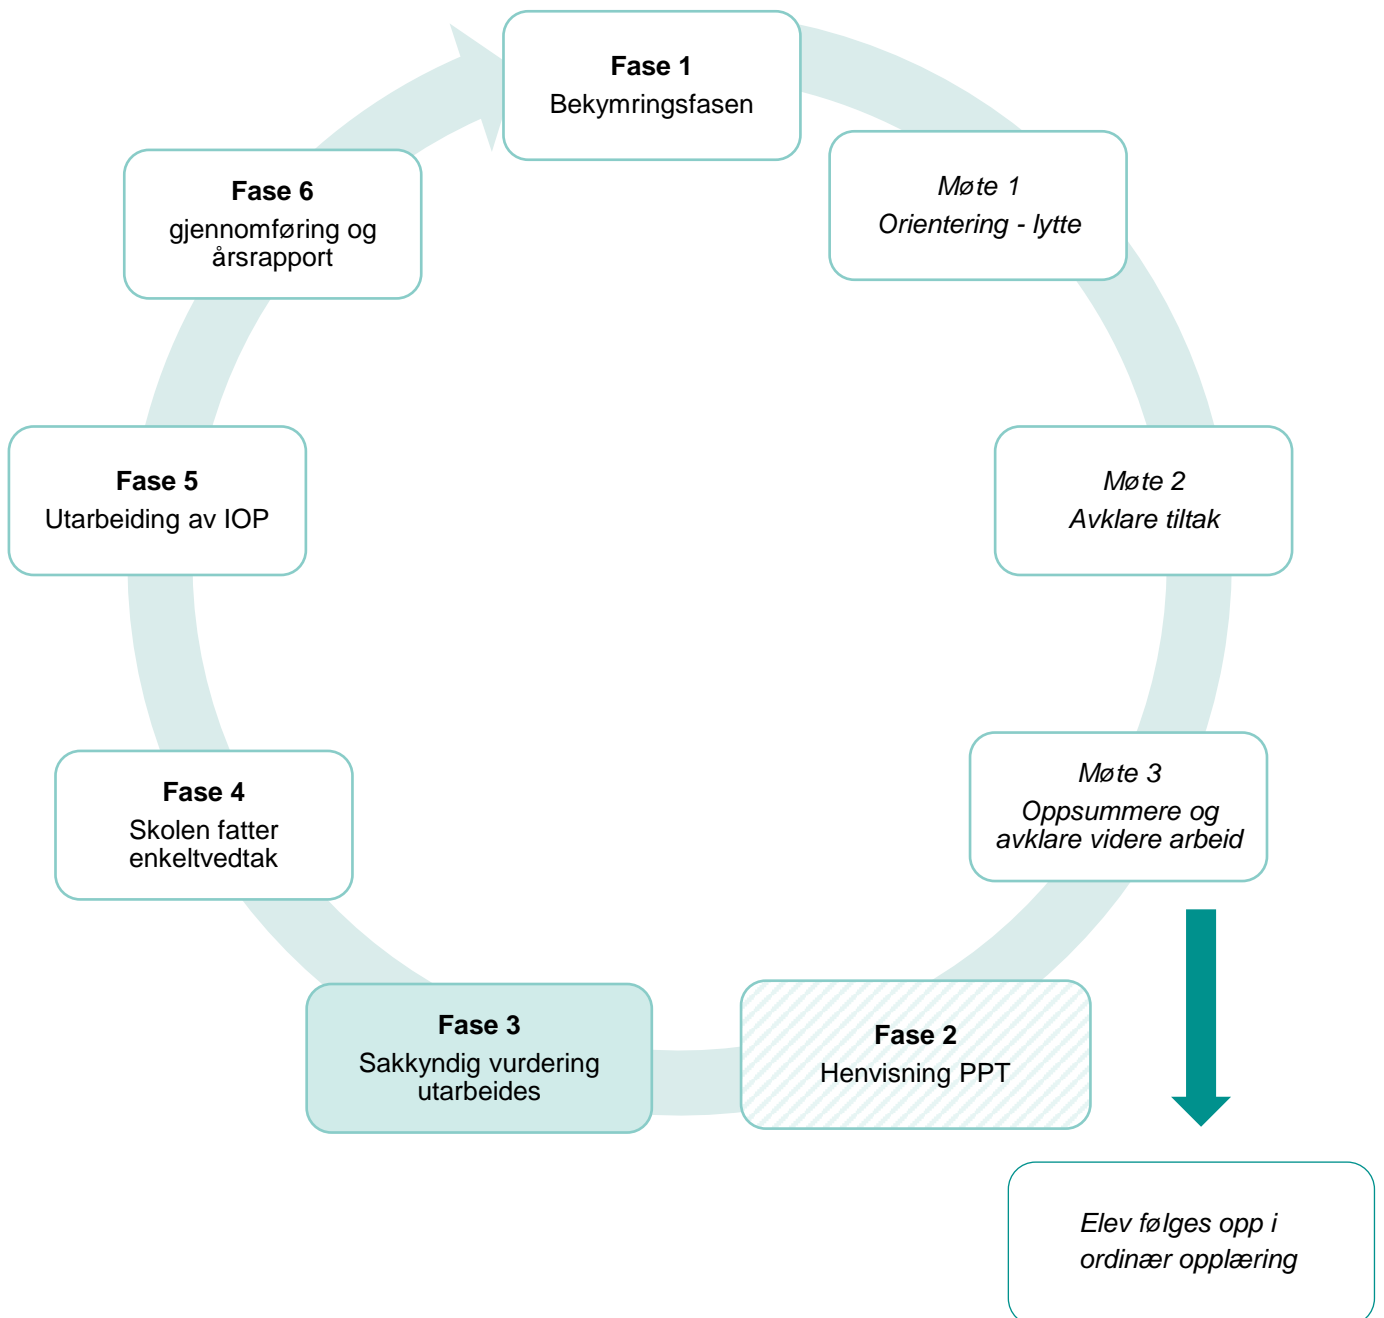 Fase 1
Bekymringsfasen
Møte 1
Orientering - lytte
Møte 2
Avklare tiltak
Møte 3
Oppsummere og
avklare videre arbeid
Elev følges opp i
ordinær opplæring
Fase 2
Henvisning PPT
Fase 3
Sakkyndig vurdering
utarbeides
Fase 4
Skolen fatter
enkeltvedtak
Fase 5
Utarbeiding av IOP
Fase 6
gjennomføring og
årsrapport